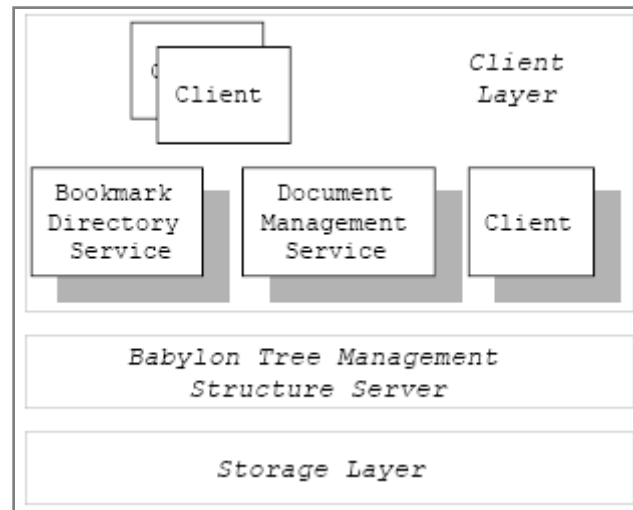 Client
Client
Layer
Bookmark
Directory
Service
Document
Management
Service
Client
Babylon Tree Management
Structure Server
Storage Layer